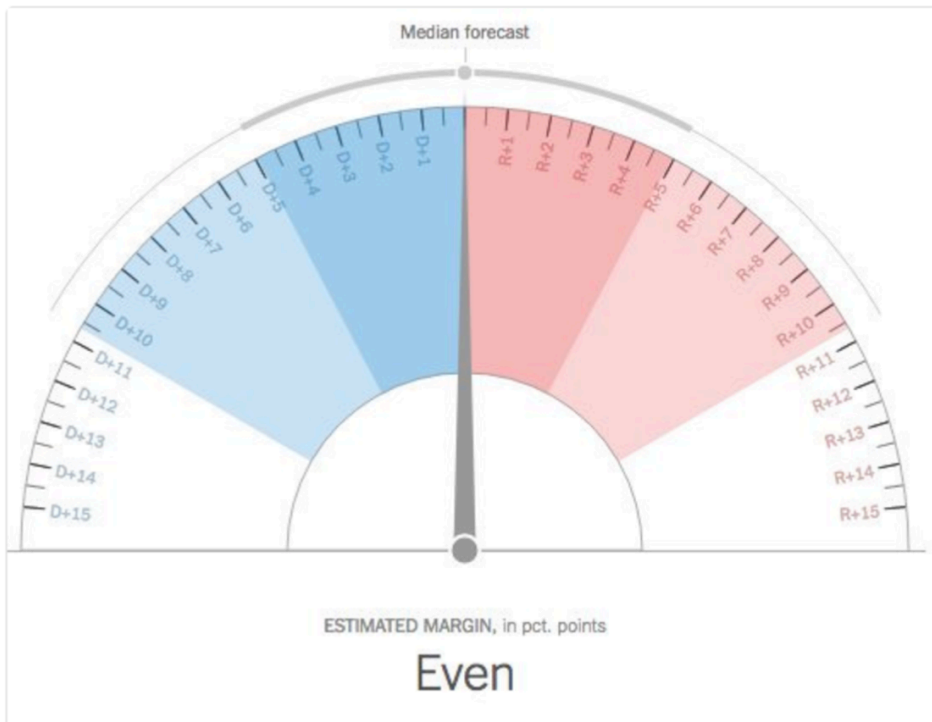 Median forecast
D+15
D+14
D+13
D+12
D+11
D+10
D+9
D+8
D+7
D+6
D+5
D+4
D+3
D+2
D+1
R+1
R+2
R+3
R+4
R+5
R+6
R+7
R+8
R+9
R+10
R+11
R+12
R+13
R+14
R+15
ESTIMATED MARGIN, in pct. points
Even